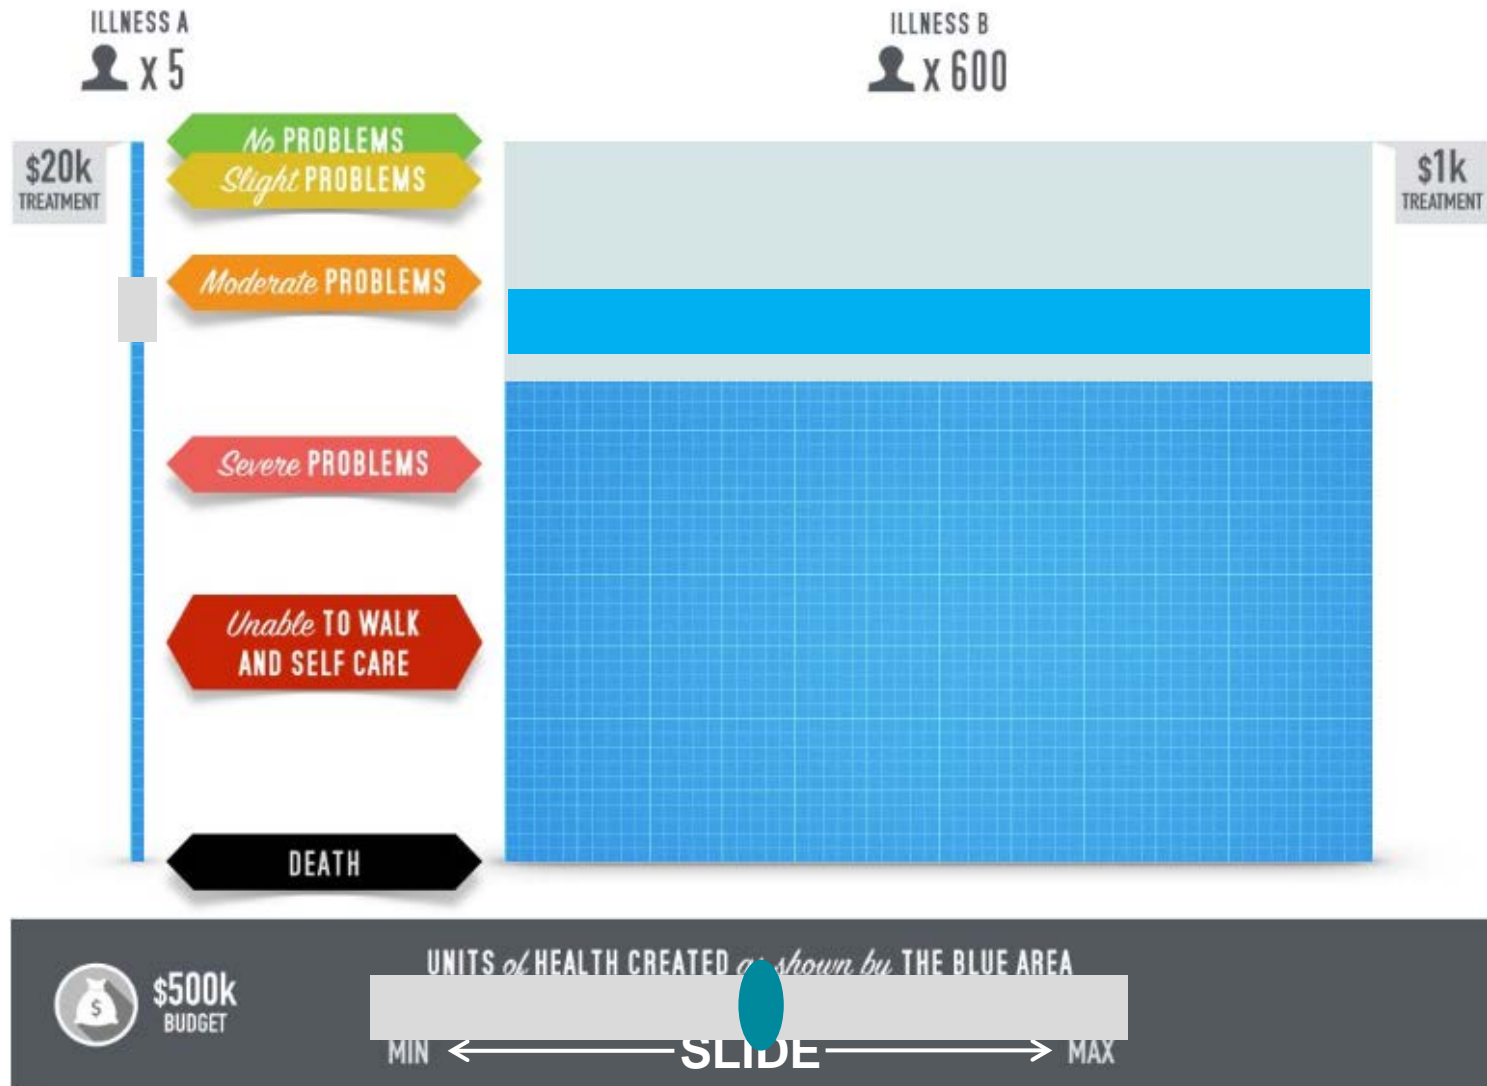 ILLNESS A
x 5
ILLNESS B
x 600
$20k
TREATMENT
No PROBLEMS
Slight PROBLEMS
Moderate PROBLEMS
Severe PROBLEMS
Unable TO WALK
AND SELF CARE
DEATH
$1k
TREATMENT
$500k
BUDGET
UNITS of HEALTH CREATED as shown by THE BLUE AREA
MIN
SLIDE
MAX
$